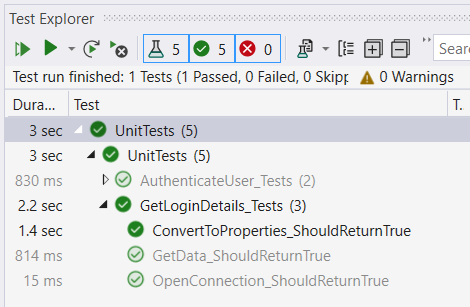 Test Explorer
5 5 0 Sear
Test run finished: 1 Tests (1 Passed, 0 Failed, 0 Skipp 0 Warnings
Dura... Test T.
3 sec UnitTests (5)
3 sec UnitTests (5)
830 ms AuthenticateUser_Tests (2)
2.2 sec GetLoginDetails_Tests (3)
1.4 sec ConvertToProperties_ShouldReturnTrue
814 ms GetData_ShouldReturnTrue
15 ms OpenConnection_ShouldReturnTrue